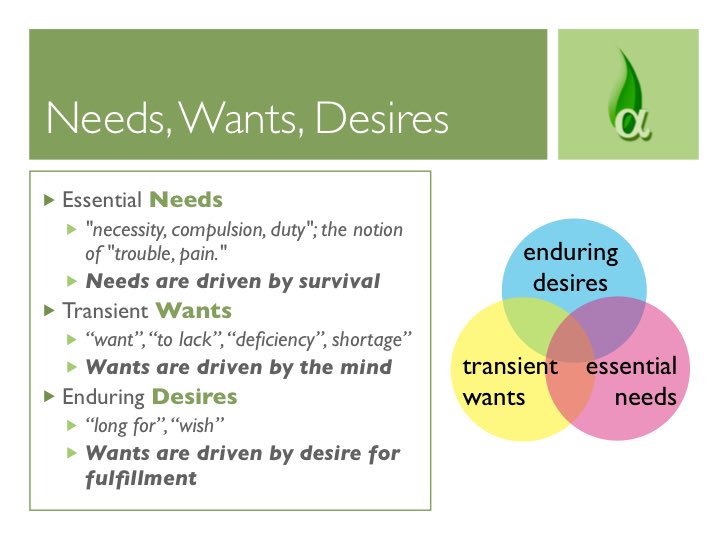 Needs, Wants, Desires
α
Essential Needs
"necessity, compulsion, duty"; the notion
of "trouble, pain."
Needs are driven by survival
Transient Wants
“want”, “to lack”, “deficiency”, shortage”
Wants are driven by the mind
Enduring Desires
“long for”, “wish”
Wants are driven by desire for
fulfillment
enduring
desires
transient
wants
essential
needs